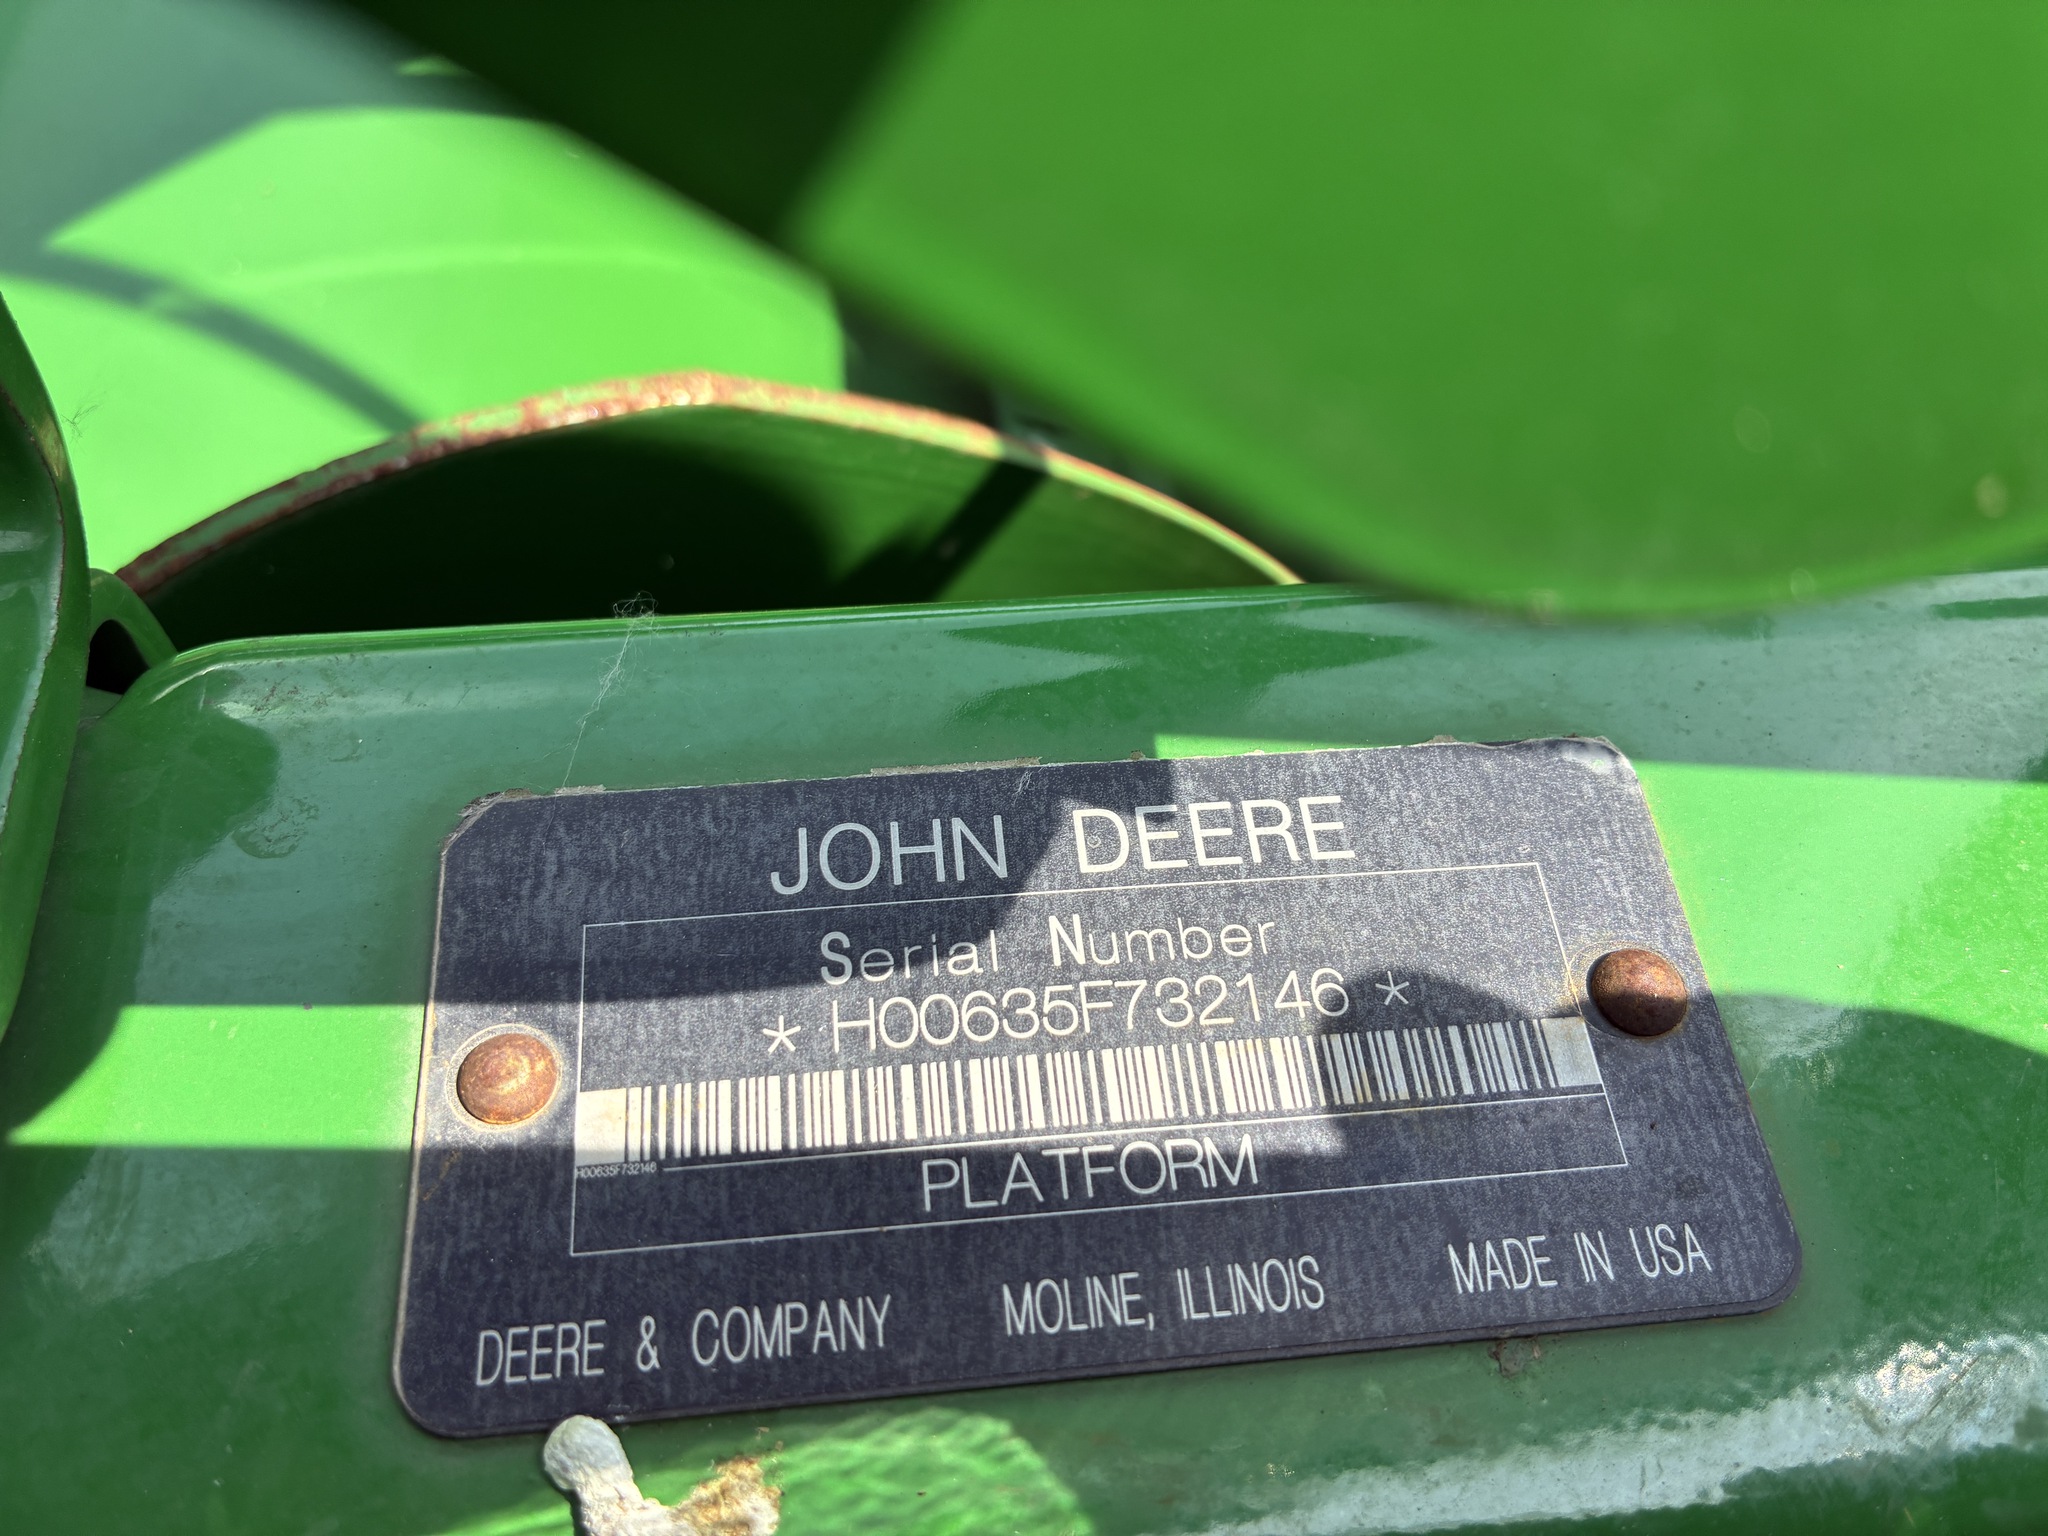 JOHN DEERE
Serial Number
* H00635F732146 *
H00635F732146
PLATFORM
DEERE & COMPANY MOLINE, ILLINOIS MADE IN USA